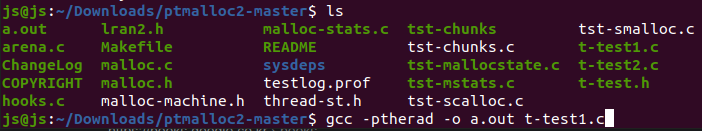 js@js:~/Downloads/ptmalloc2-master$ ls
a.out lran2.h malloc-stats.c tst-chunks tst-smalloc.c
arena.c Makefile README tst-chunks.c t-test1.c
ChangeLog malloc.c sysdeps tst-mallocstate.c t-test2.c
COPYRIGHT malloc.h testlog.prof tst-mstats.c t-test.h
hooks.c malloc-machine.h thread-st.h tst-scalloc.c
js@js:~/Downloads/ptmalloc2-master$ gcc -ptherad -o a.out t-test1.c